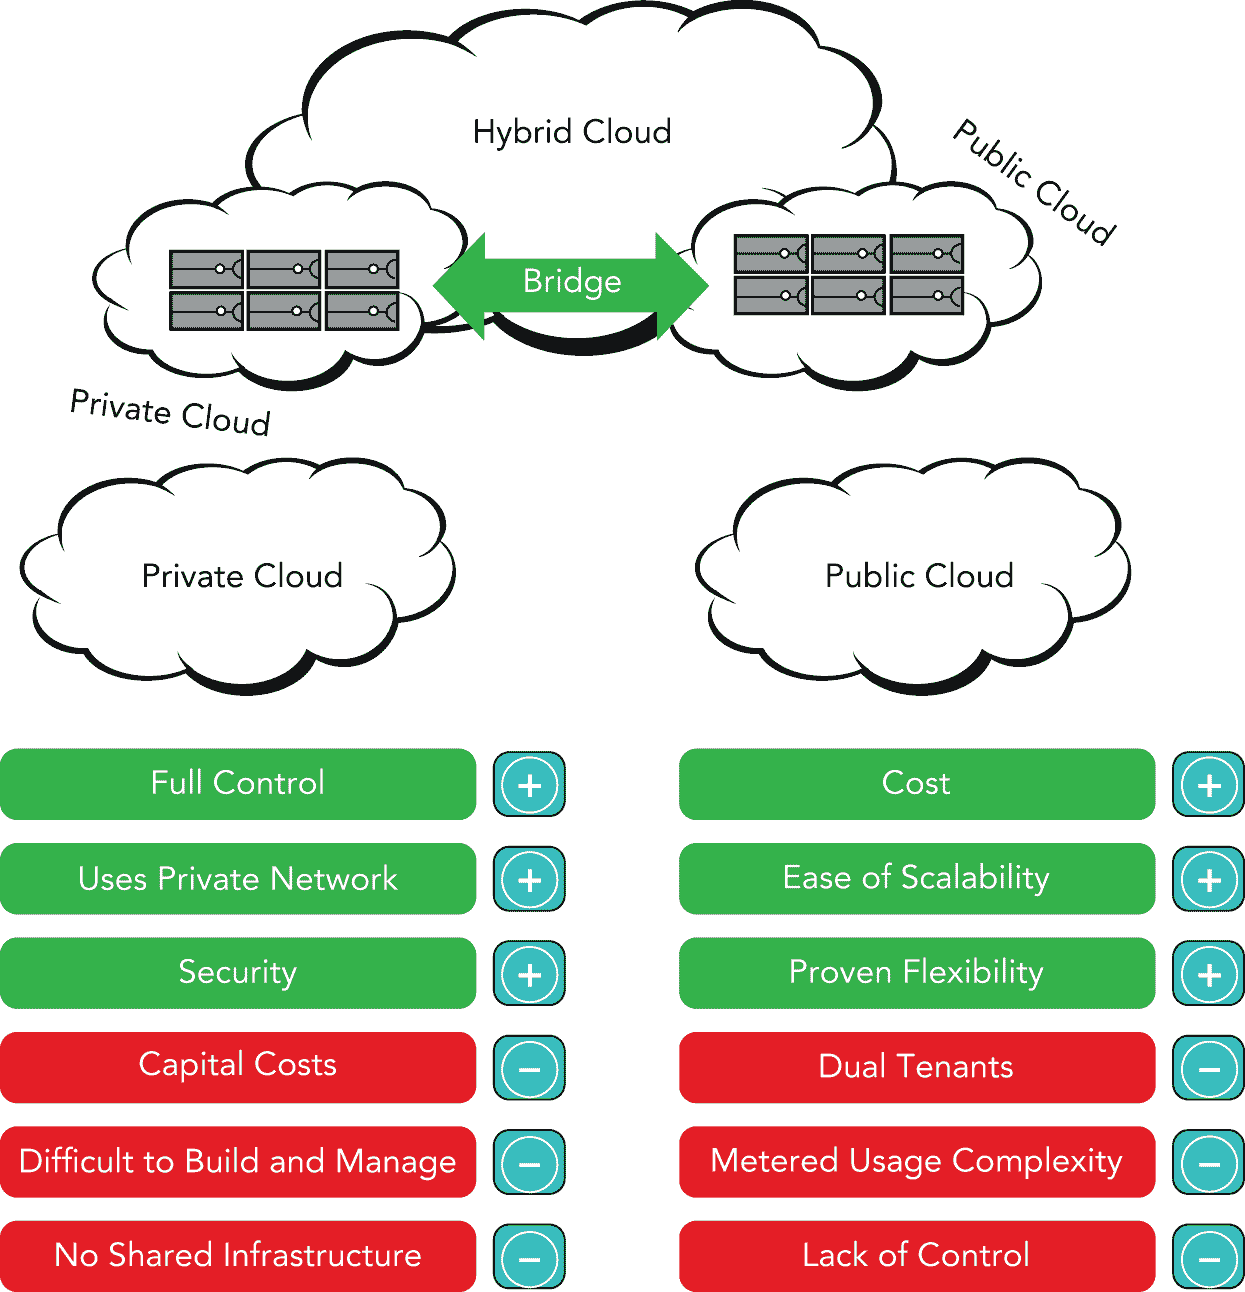 Hybrid Cloud
Public Cloud
Bridge
Private Cloud
Private Cloud
Public Cloud
Full Control
+
Cost
+
Uses Private Network
+
Ease of Scalability
+
Security
+
Proven Flexibility
+
Capital Costs
−
Dual Tenants
−
Difficult to Build and Manage
−
Metered Usage Complexity
−
No Shared Infrastructure
−
Lack of Control
−